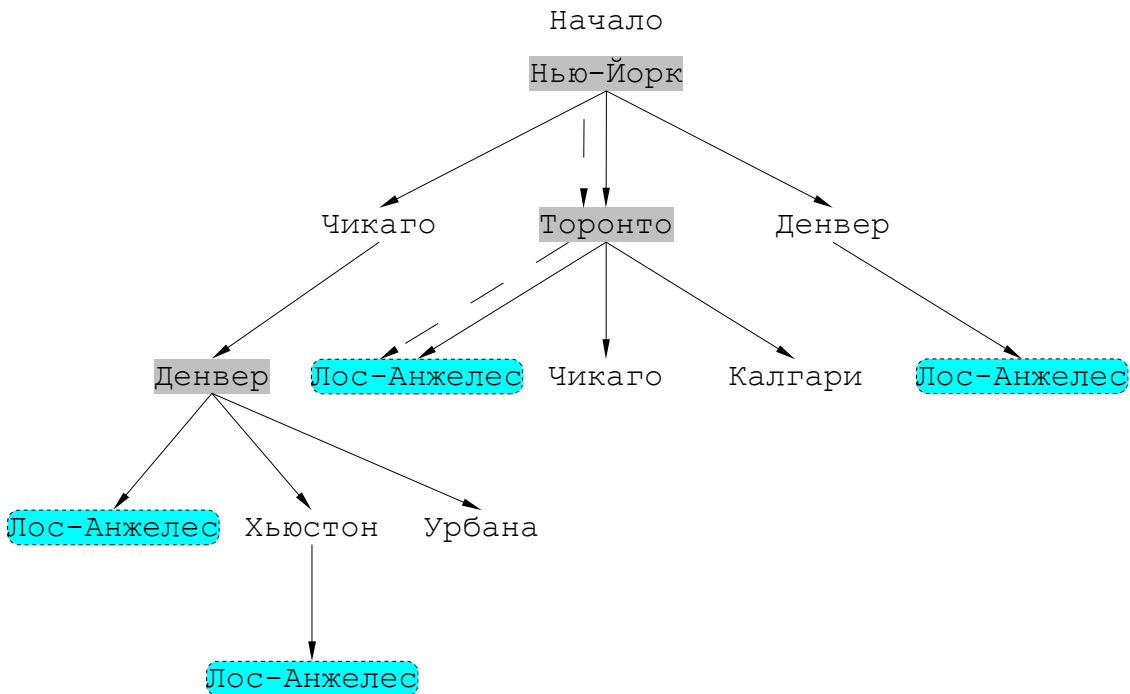 Начало
Нью-Йорк
Чикаго Торонто Денвер
Денвер Лос-Анжелес Чикаго Калгари Лос-Анжелес
Лос-Анжелес Хьюстон Урбана
Лос-Анжелес